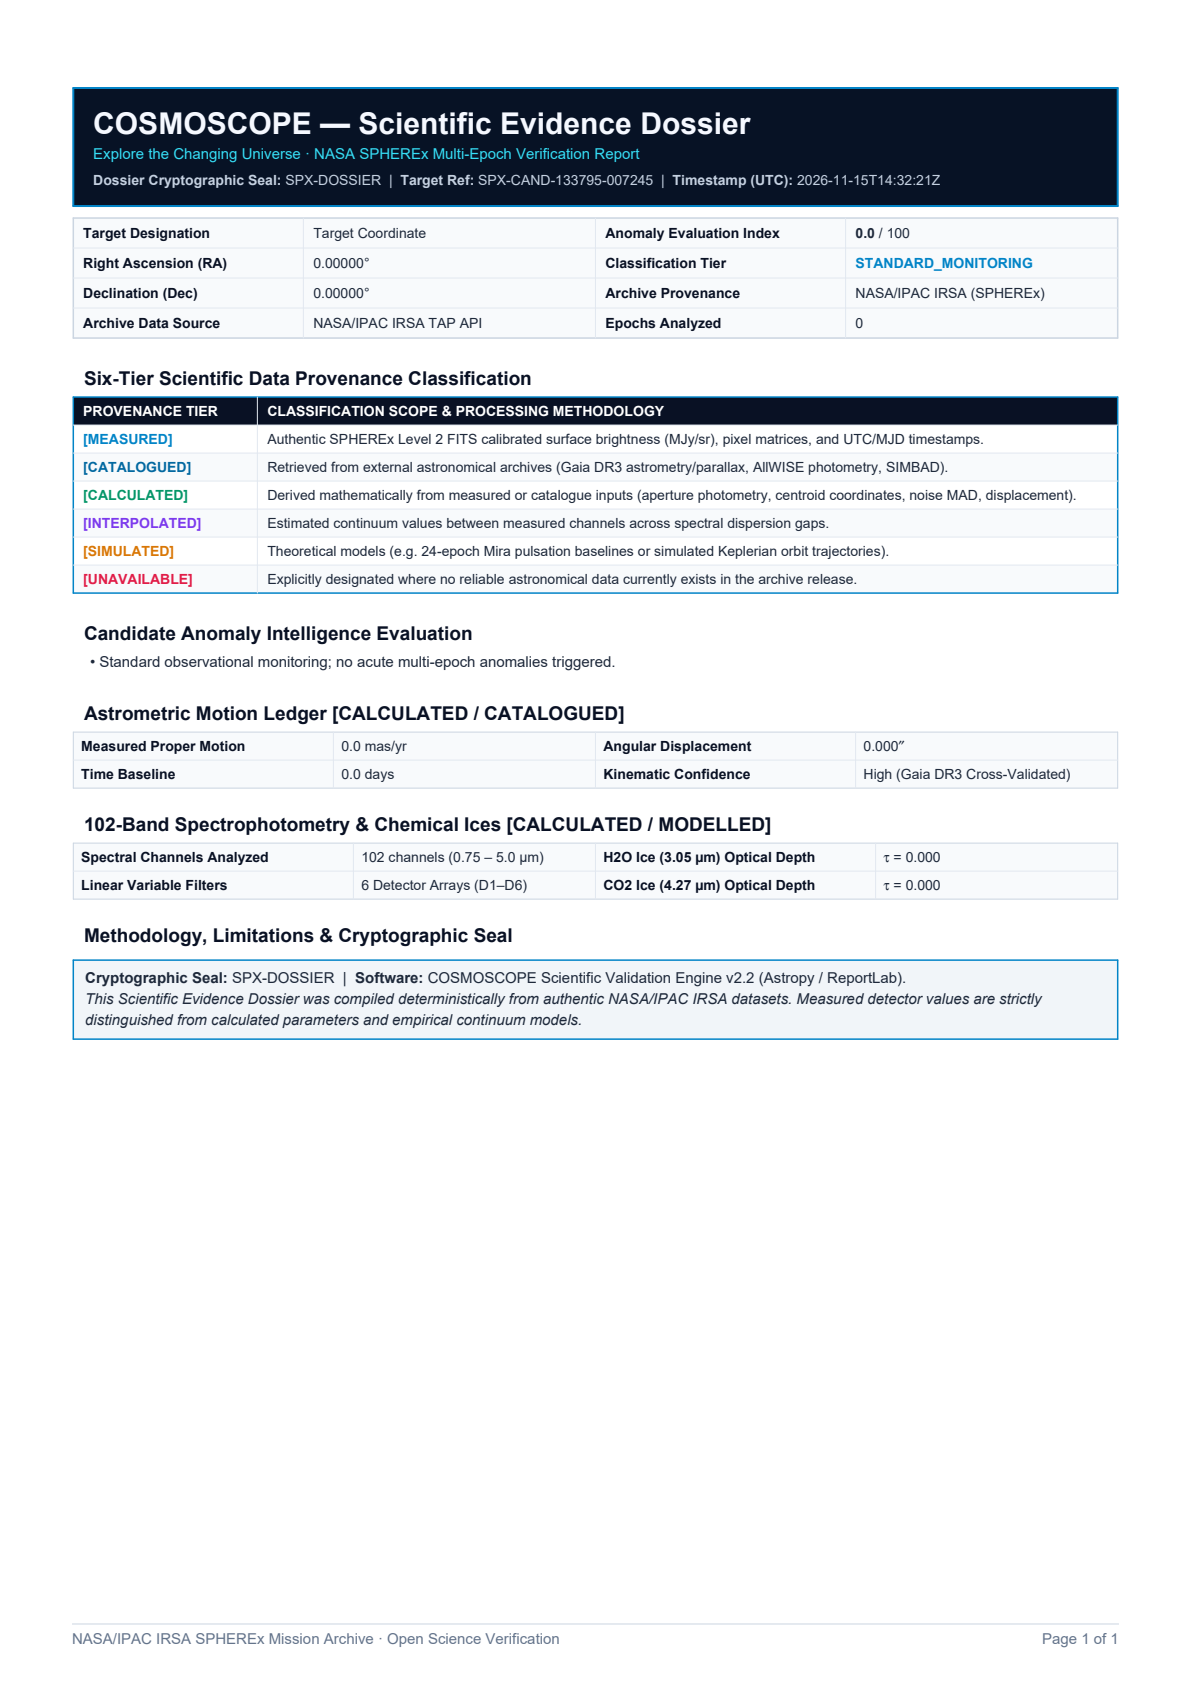 COSMOSCOPE — Scientific Evidence Dossier
Explore the Changing Universe · NASA SPHEREx Multi-Epoch Verification Report
Dossier Cryptographic Seal: SPX-DOSSIER | Target Ref: SPX-CAND-133795-007245 | Timestamp (UTC): 2026-11-15T14:32:21Z
Target Designation Target Coordinate Anomaly Evaluation Index 0.0 / 100
Right Ascension (RA) 0.00000° Classification Tier STANDARD_MONITORING
Declination (Dec) 0.00000° Archive Provenance NASA/IPAC IRSA (SPHEREx)
Archive Data Source NASA/IPAC IRSA TAP API Epochs Analyzed 0
Six-Tier Scientific Data Provenance Classification
PROVENANCE TIER CLASSIFICATION SCOPE & PROCESSING METHODOLOGY
[MEASURED] Authentic SPHEREx Level 2 FITS calibrated surface brightness (MJy/sr), pixel matrices, and UTC/MJD timestamps.
[CATALOGUED] Retrieved from external astronomical archives (Gaia DR3 astrometry/parallax, AllWISE photometry, SIMBAD).
[CALCULATED] Derived mathematically from measured or catalogue inputs (aperture photometry, centroid coordinates, noise MAD, displacement).
[INTERPOLATED] Estimated continuum values between measured channels across spectral dispersion gaps.
[SIMULATED] Theoretical models (e.g. 24-epoch Mira pulsation baselines or simulated Keplerian orbit trajectories).
[UNAVAILABLE] Explicitly designated where no reliable astronomical data currently exists in the archive release.
Candidate Anomaly Intelligence Evaluation
• Standard observational monitoring; no acute multi-epoch anomalies triggered.
Astrometric Motion Ledger [CALCULATED / CATALOGUED]
Measured Proper Motion 0.0 mas/yr Angular Displacement 0.000″
Time Baseline 0.0 days Kinematic Confidence High (Gaia DR3 Cross-Validated)
102-Band Spectrophotometry & Chemical Ices [CALCULATED / MODELLED]
Spectral Channels Analyzed 102 channels (0.75 – 5.0 µm) H2O Ice (3.05 µm) Optical Depth τ = 0.000
Linear Variable Filters 6 Detector Arrays (D1–D6) CO2 Ice (4.27 µm) Optical Depth τ = 0.000
Methodology, Limitations & Cryptographic Seal
Cryptographic Seal: SPX-DOSSIER | Software: COSMOSCOPE Scientific Validation Engine v2.2 (Astropy / ReportLab).
This Scientific Evidence Dossier was compiled deterministically from authentic NASA/IPAC IRSA datasets. Measured detector values are strictly
distinguished from calculated parameters and empirical continuum models.
NASA/IPAC IRSA SPHEREx Mission Archive · Open Science Verification Page 1 of 1